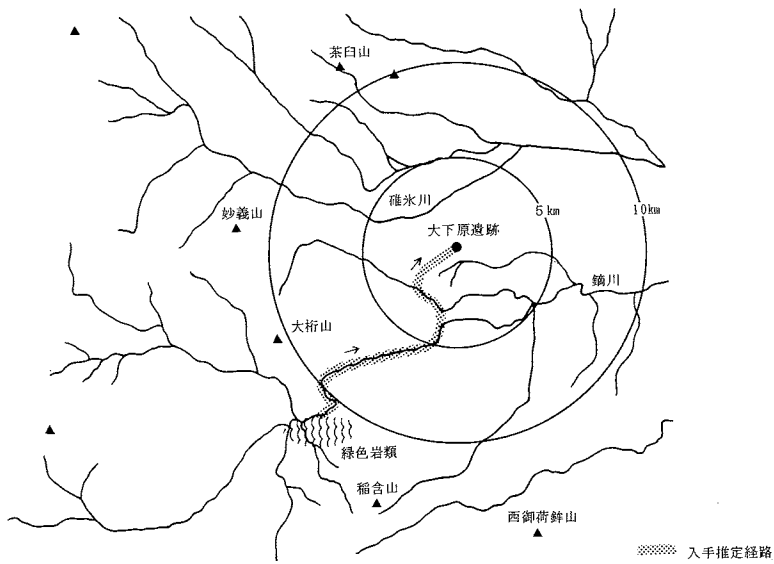 茶臼山
碓氷川
5km
10km
妙義山
大下原遺跡
鏑川
大桁山
緑色岩類
稲含山
西御荷鉾山
入手推定経路